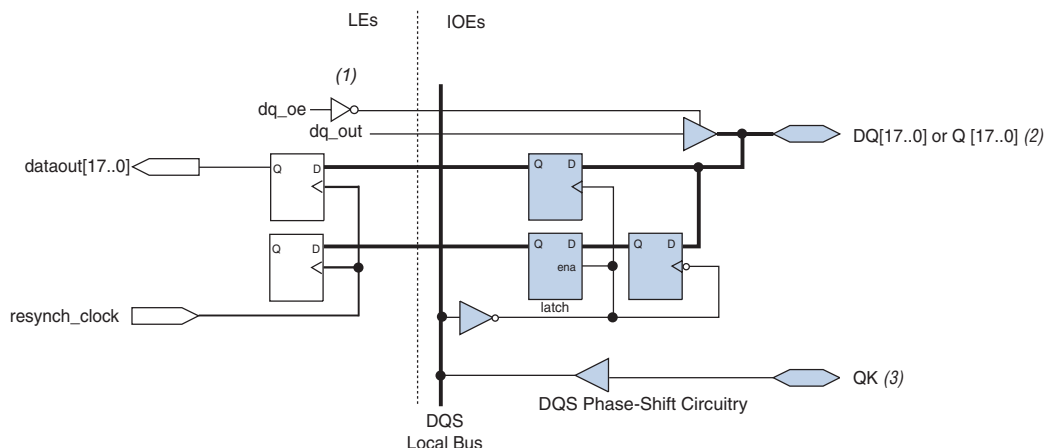 LEs
IOEs
(1)
dq_oe
dq_out
DQ[17..0] or Q [17..0] (2)
dataout[17..0]
Q D
Q D
Q D
Q D
ena
latch
Q D
resynch_clock
QK (3)
DQS Phase-Shift Circuitry
DQS
Local Bus